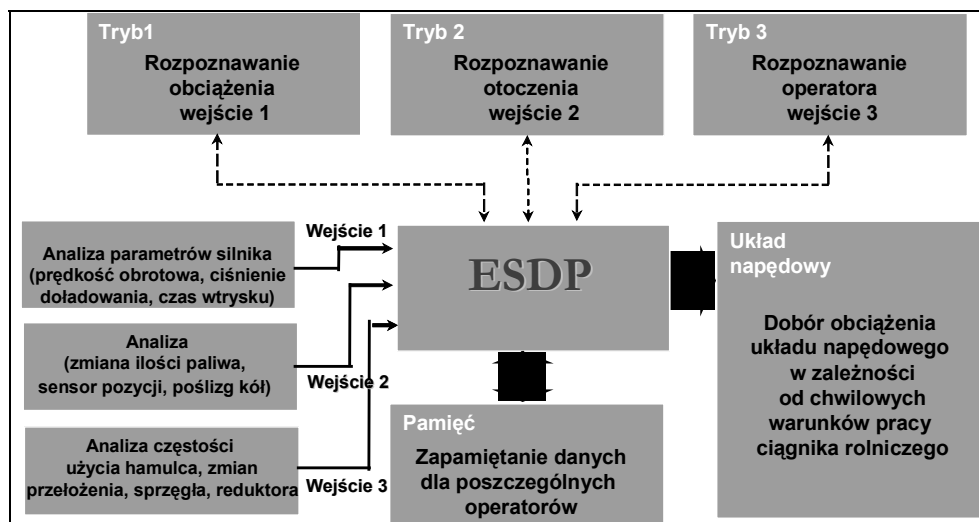 Tryb1
Rozpoznawanie
obciążenia
wejście 1
Tryb 2
Rozpoznawanie
otoczenia
wejście 2
Tryb 3
Rozpoznawanie
operatora
wejście 3
Analiza parametrów silnika
(prędkość obrotowa, ciśnienie
doładowania, czas wtrysku)
Wejście 1
Analiza
(zmiana ilości paliwa,
sensor pozycji, poślizg kół)
Wejście 2
Analiza częstości
użycia hamulca, zmian
przełożenia, sprzęgła, reduktora
Wejście 3
ESDP
Pamięć
Zapamiętanie danych
dla poszczególnych
operatorów
Układ
napędowy
Dobór obciążenia
układu napędowego
w zależności
od chwilowych
warunków pracy
ciągnika rolniczego